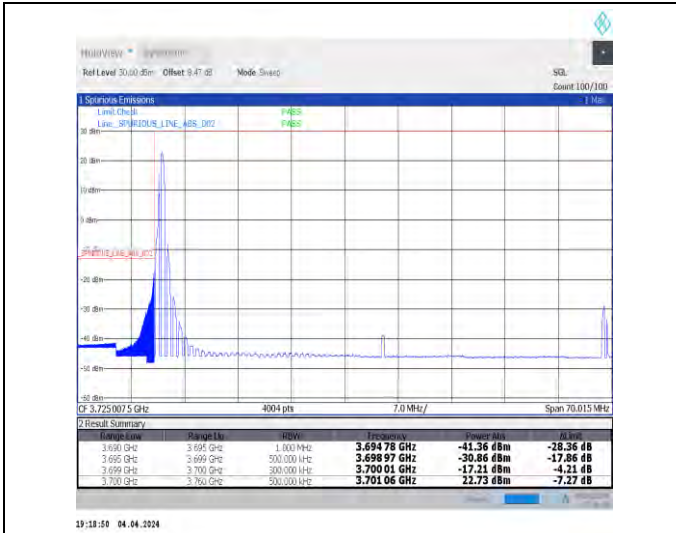 MultiView Spectrum
Ref Level 30.00 dBm Offset 9.47 dB Mode Sweep SGL
Count 100/100
1 Spurious Emissions 1 Max
Limit Check PASS
Line _SPURIOUS_LINE_ABS_002 PASS
30 dBm
20 dBm
10 dBm
0 dBm
_SPURIOUS_LINE_ABS_002
-20 dBm
-30 dBm
-40 dBm
-50 dBm
-60 dBm
CF 3.7250075 GHz 4004 pts 7.0 MHz/ Span 70.015 MHz
2 Result Summary
Range Low Range Up RBW Frequency Power Abs ΔLimit
3.690 GHz 3.695 GHz 1.000 MHz 3.694 78 GHz -41.36 dBm -28.36 dB
3.695 GHz 3.699 GHz 500.000 kHz 3.698 97 GHz -30.86 dBm -17.86 dB
3.699 GHz 3.700 GHz 300.000 kHz 3.700 01 GHz -17.21 dBm -4.21 dB
3.700 GHz 3.760 GHz 500.000 kHz 3.701 06 GHz 22.73 dBm -7.27 dB
19:18:50 04.04.2024